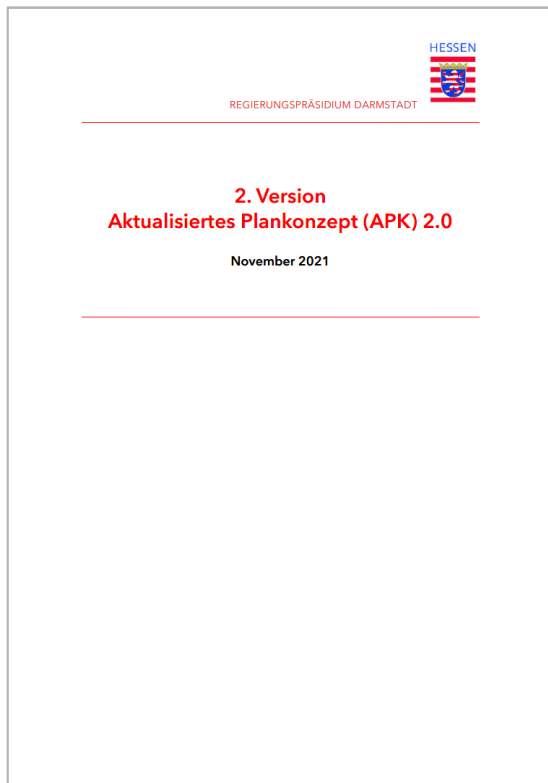 HESSEN
REGIERUNGSPRÄSIDIUM DARMSTADT
2. Version
Aktualisiertes Plankonzept (APK) 2.0
November 2021